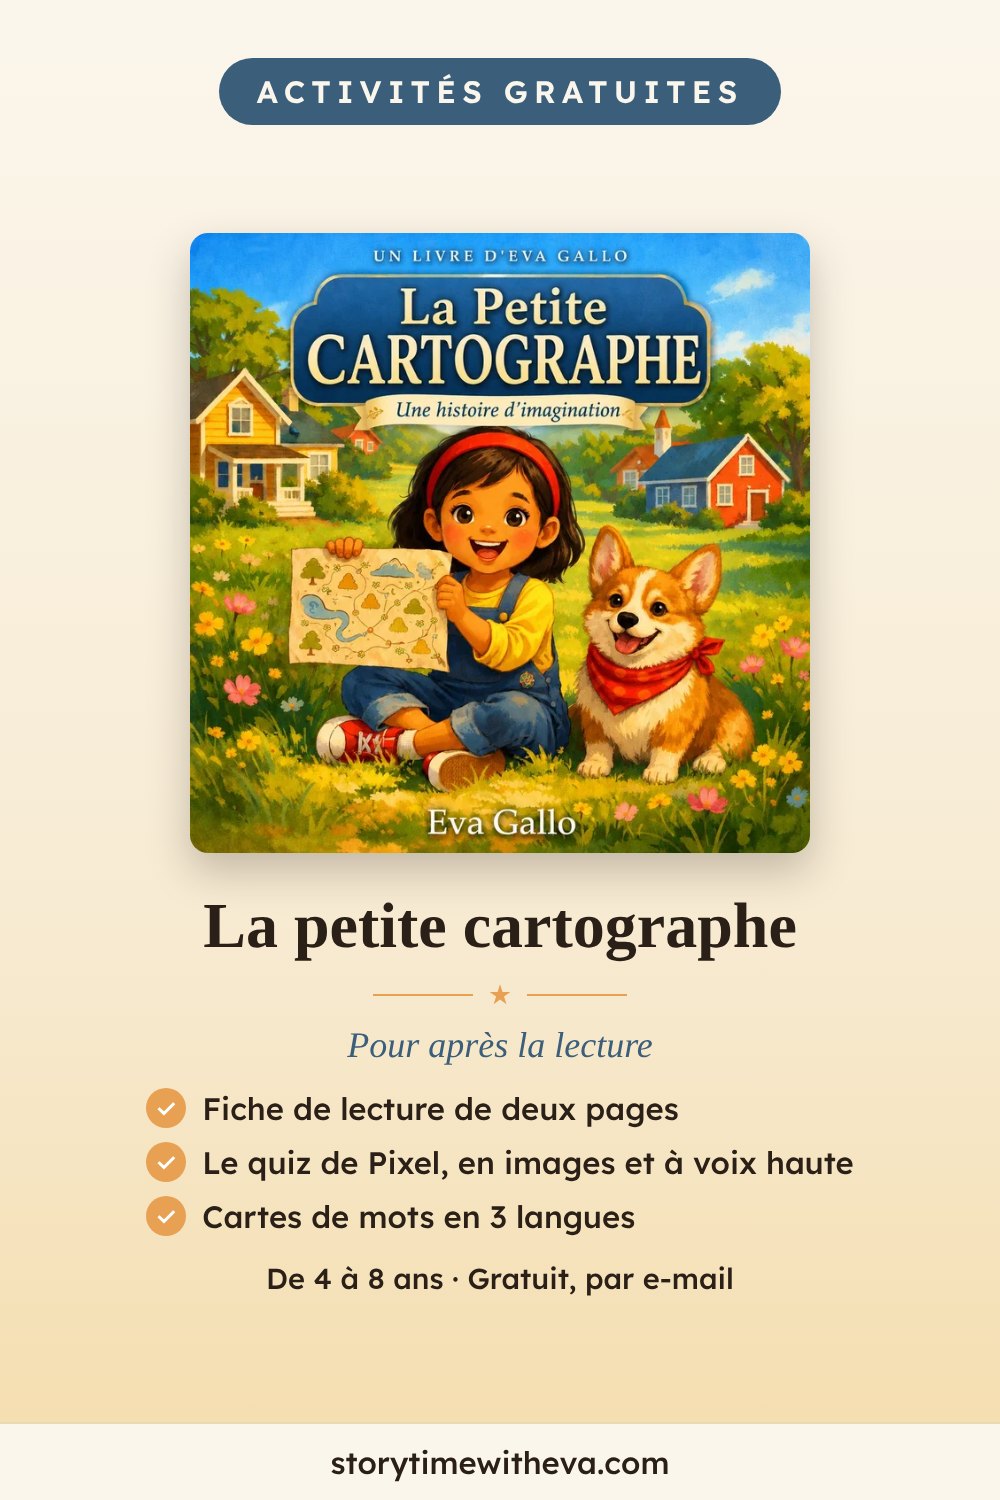 ACTIVITÉS GRATUITES
UN LIVRE D'EVA GALLO
La Petite
CARTOGRAPHE
Une histoire d'imagination
Eva Gallo
La petite cartographe
Pour après la lecture
Fiche de lecture de deux pages
Le quiz de Pixel, en images et à voix haute
Cartes de mots en 3 langues
De 4 à 8 ans · Gratuit, par e-mail
storytimewitheva.com